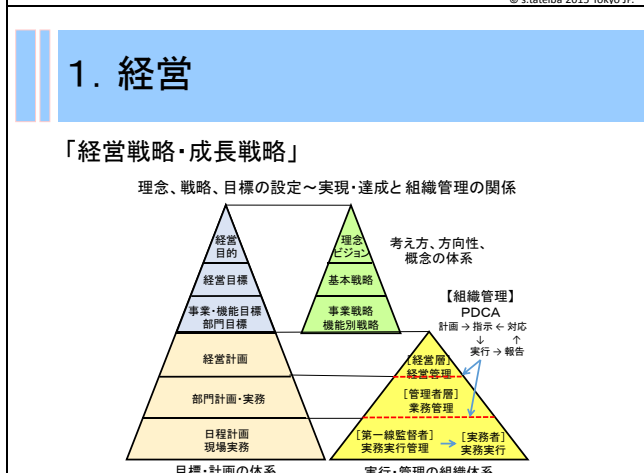 © s.tateiba 2015 Tokyo Jr.
1. 経営
「経営戦略・成長戦略」
理念、戦略、目標の設定～実現・達成と組織管理の関係
経営
目的
経営目標
事業・機能目標
部門目標
経営計画
部門計画・実務
日程計画
現場実務
目標・計画の体系
理念
ビジョン
基本戦略
事業戦略
機能別戦略
考え方、方向性、
概念の体系
【組織管理】
PDCA
計画 → 指示 ← 対応
↓ ↑
実行 → 報告
[経営層]
経営管理
[管理者層]
業務管理
[第一線監督者]
実務実行管理
[実務者]
実務実行
実行・管理の組織体系